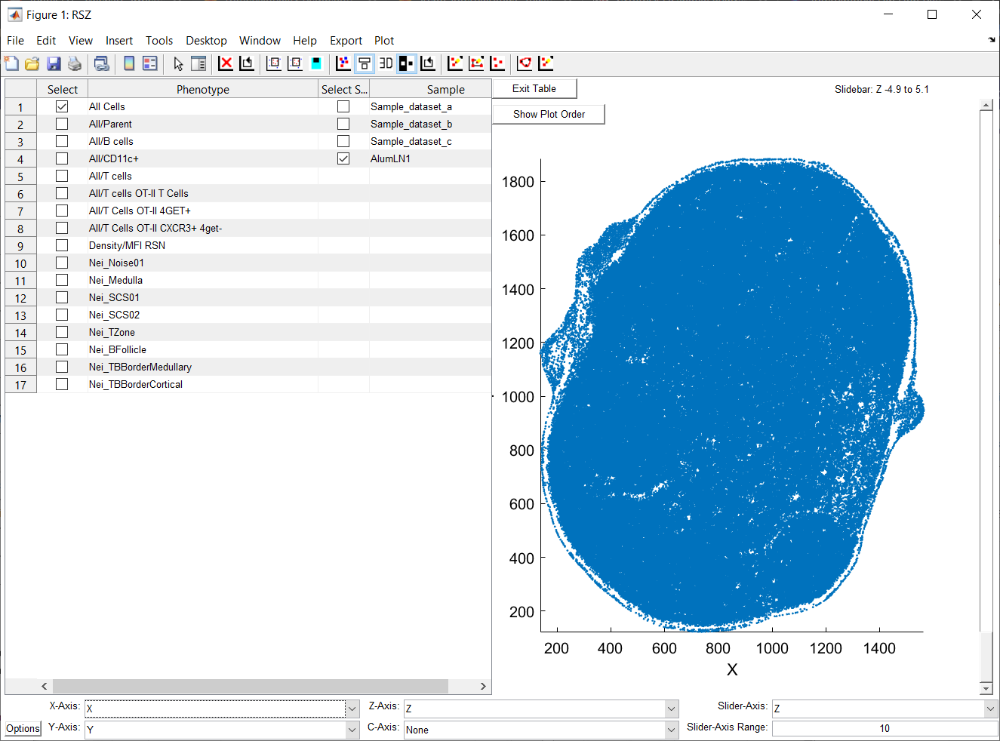 Figure 1: RSZ
File Edit View Insert Tools Desktop Window Help Export Plot
3D
Select Phenotype Select S... Sample
1 All Cells Sample_dataset_a
2 All/Parent Sample_dataset_b
3 All/B cells Sample_dataset_c
4 All/CD11c+ AlumLN1
5 All/T cells
6 All/T cells OT-II T Cells
7 All/T Cells OT-II 4GET+
8 All/T Cells OT-II CXCR3+ 4get-
9 Density/MFI RSN
10 Nei_Noise01
11 Nei_Medulla
12 Nei_SCS01
13 Nei_SCS02
14 Nei_TZone
15 Nei_BFollicle
16 Nei_TBBorderMedullary
17 Nei_TBBorderCortical
Exit Table
Slidebar: Z -4.9 to 5.1
Show Plot Order
1800
1600
1400
1200
1000
800
600
400
200
200 400 600 800 1000 1200 1400
X
X-Axis: X Z-Axis: Z Slider-Axis: Z
Options Y-Axis: Y C-Axis: None Slider-Axis Range: 10